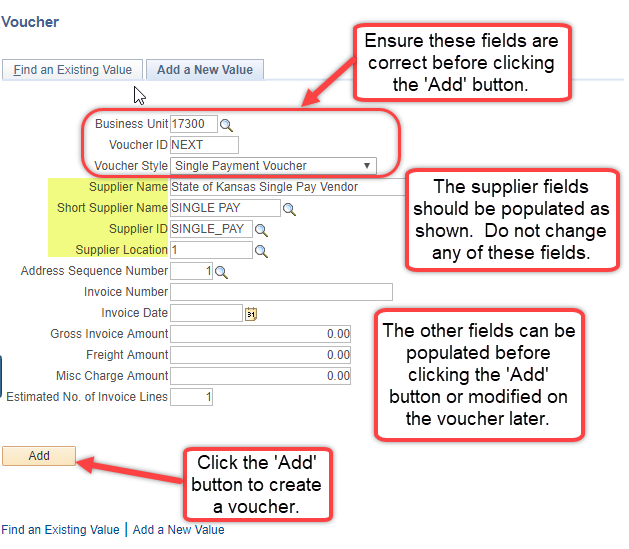 Voucher
Ensure these fields are
correct before clicking
the 'Add' button.
Find an Existing Value
Add a New Value
Business Unit 17300
Voucher ID NEXT
Voucher Style Single Payment Voucher
Supplier Name State of Kansas Single Pay Vendor
Short Supplier Name SINGLE PAY
Supplier ID SINGLE_PAY
Supplier Location 1
The supplier fields
should be populated as
shown. Do not change
any of these fields.
Address Sequence Number 1
Invoice Number
Invoice Date 31
Gross Invoice Amount 0.00
Freight Amount 0.00
Misc Charge Amount 0.00
Estimated No. of Invoice Lines 1
The other fields can be
populated before
clicking the 'Add'
button or modified on
the voucher later.
Add
Click the 'Add'
button to create
a voucher.
Find an Existing Value | Add a New Value